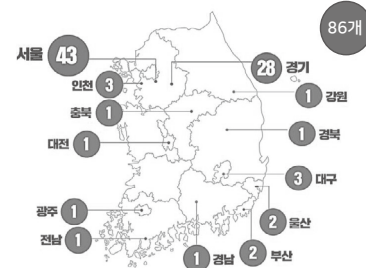 86개
서울 43
28 경기
인천 3
1 강원
충북 1
1 경북
대전 1
3 대구
광주 1
2 울산
전남 1
1 경남
2 부산